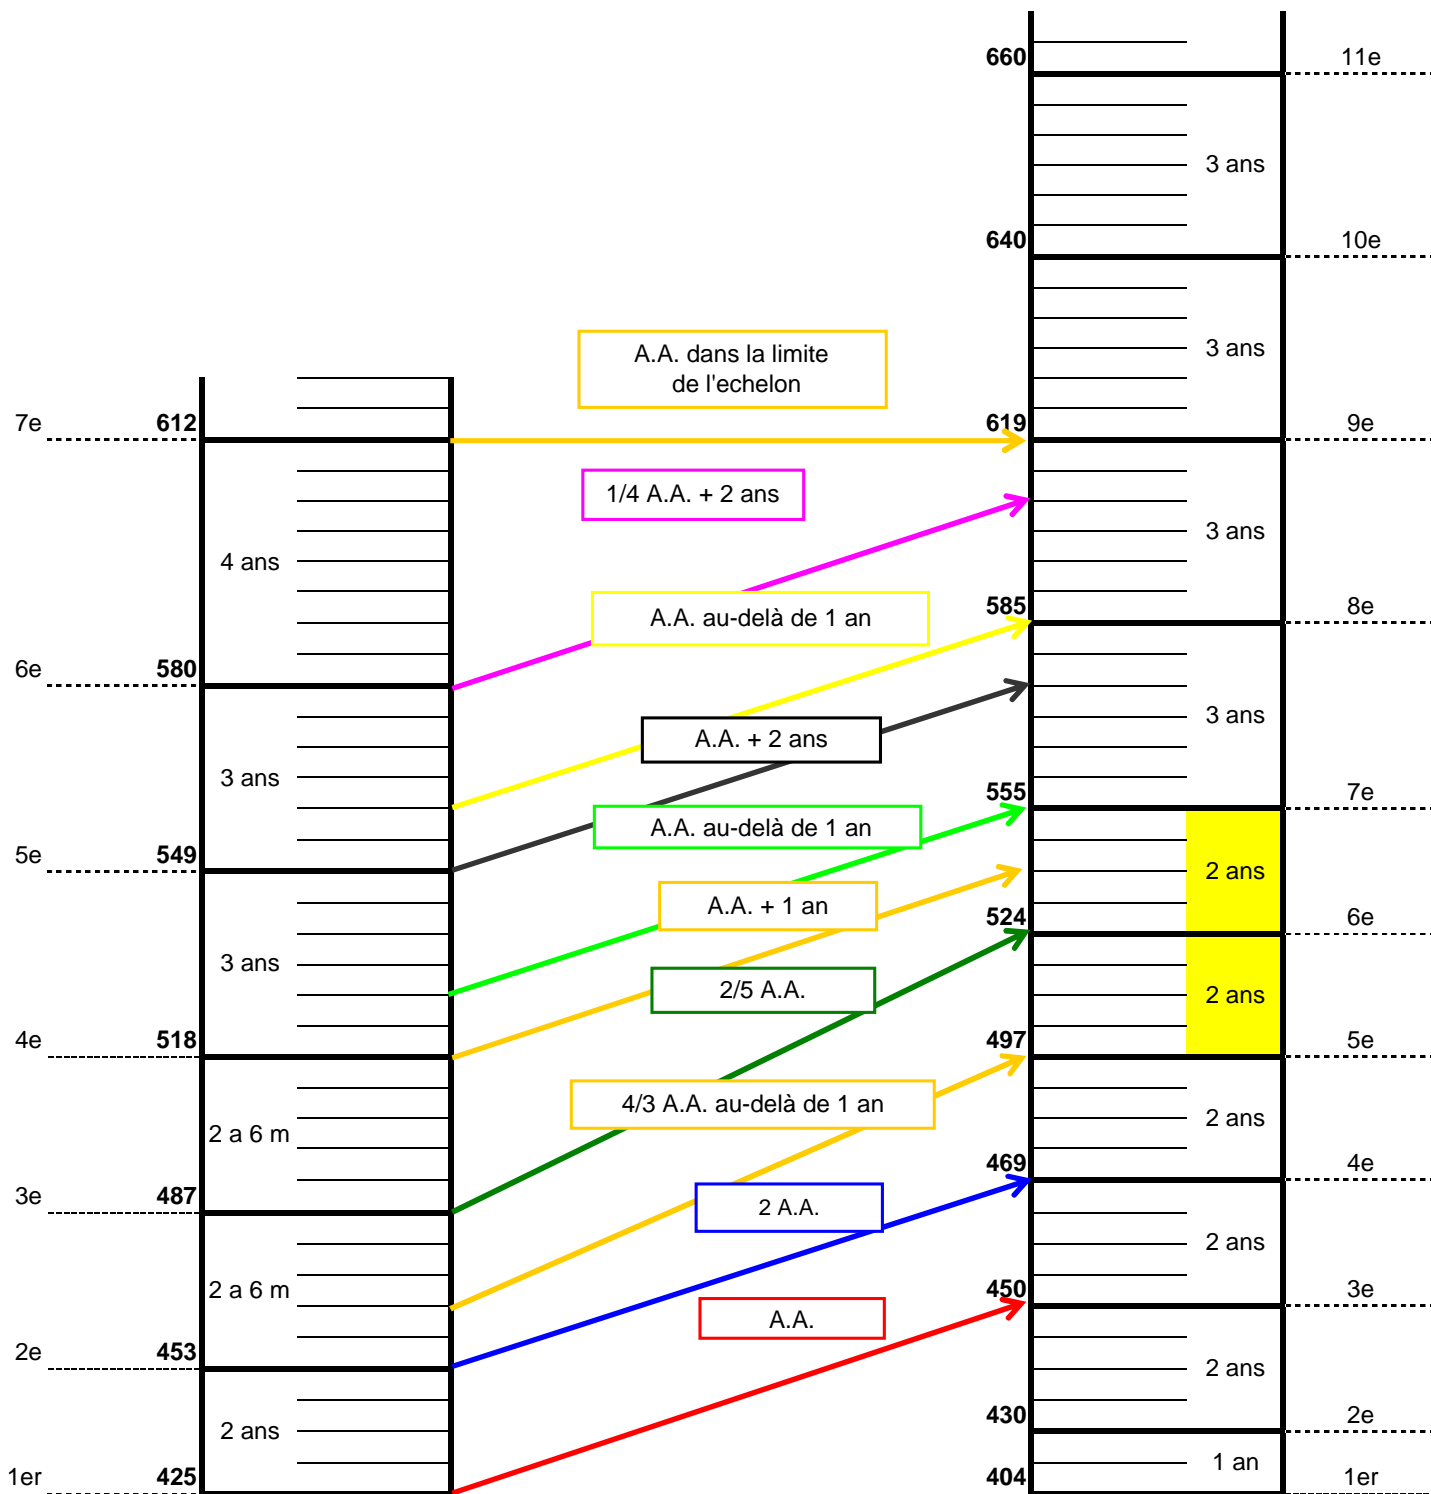 660 11e
3 ans
640 10e
3 ans
A.A. dans la limite
de l'echelon
7e 612 619 9e
1/4 A.A. + 2 ans
3 ans
4 ans
A.A. au-delà de 1 an
585 8e
6e 580
3 ans
A.A. + 2 ans
3 ans
555 7e
A.A. au-delà de 1 an
5e 549
2 ans
A.A. + 1 an
524 6e
3 ans
2/5 A.A.
2 ans
4e 518 497 5e
4/3 A.A. au-delà de 1 an
2 ans
2 a 6 m
469 4e
3e 487
2 A.A.
2 ans
2 a 6 m
450 3e
A.A.
2e 453
2 ans
430 2e
2 ans
1 an
1er 425 404 1er